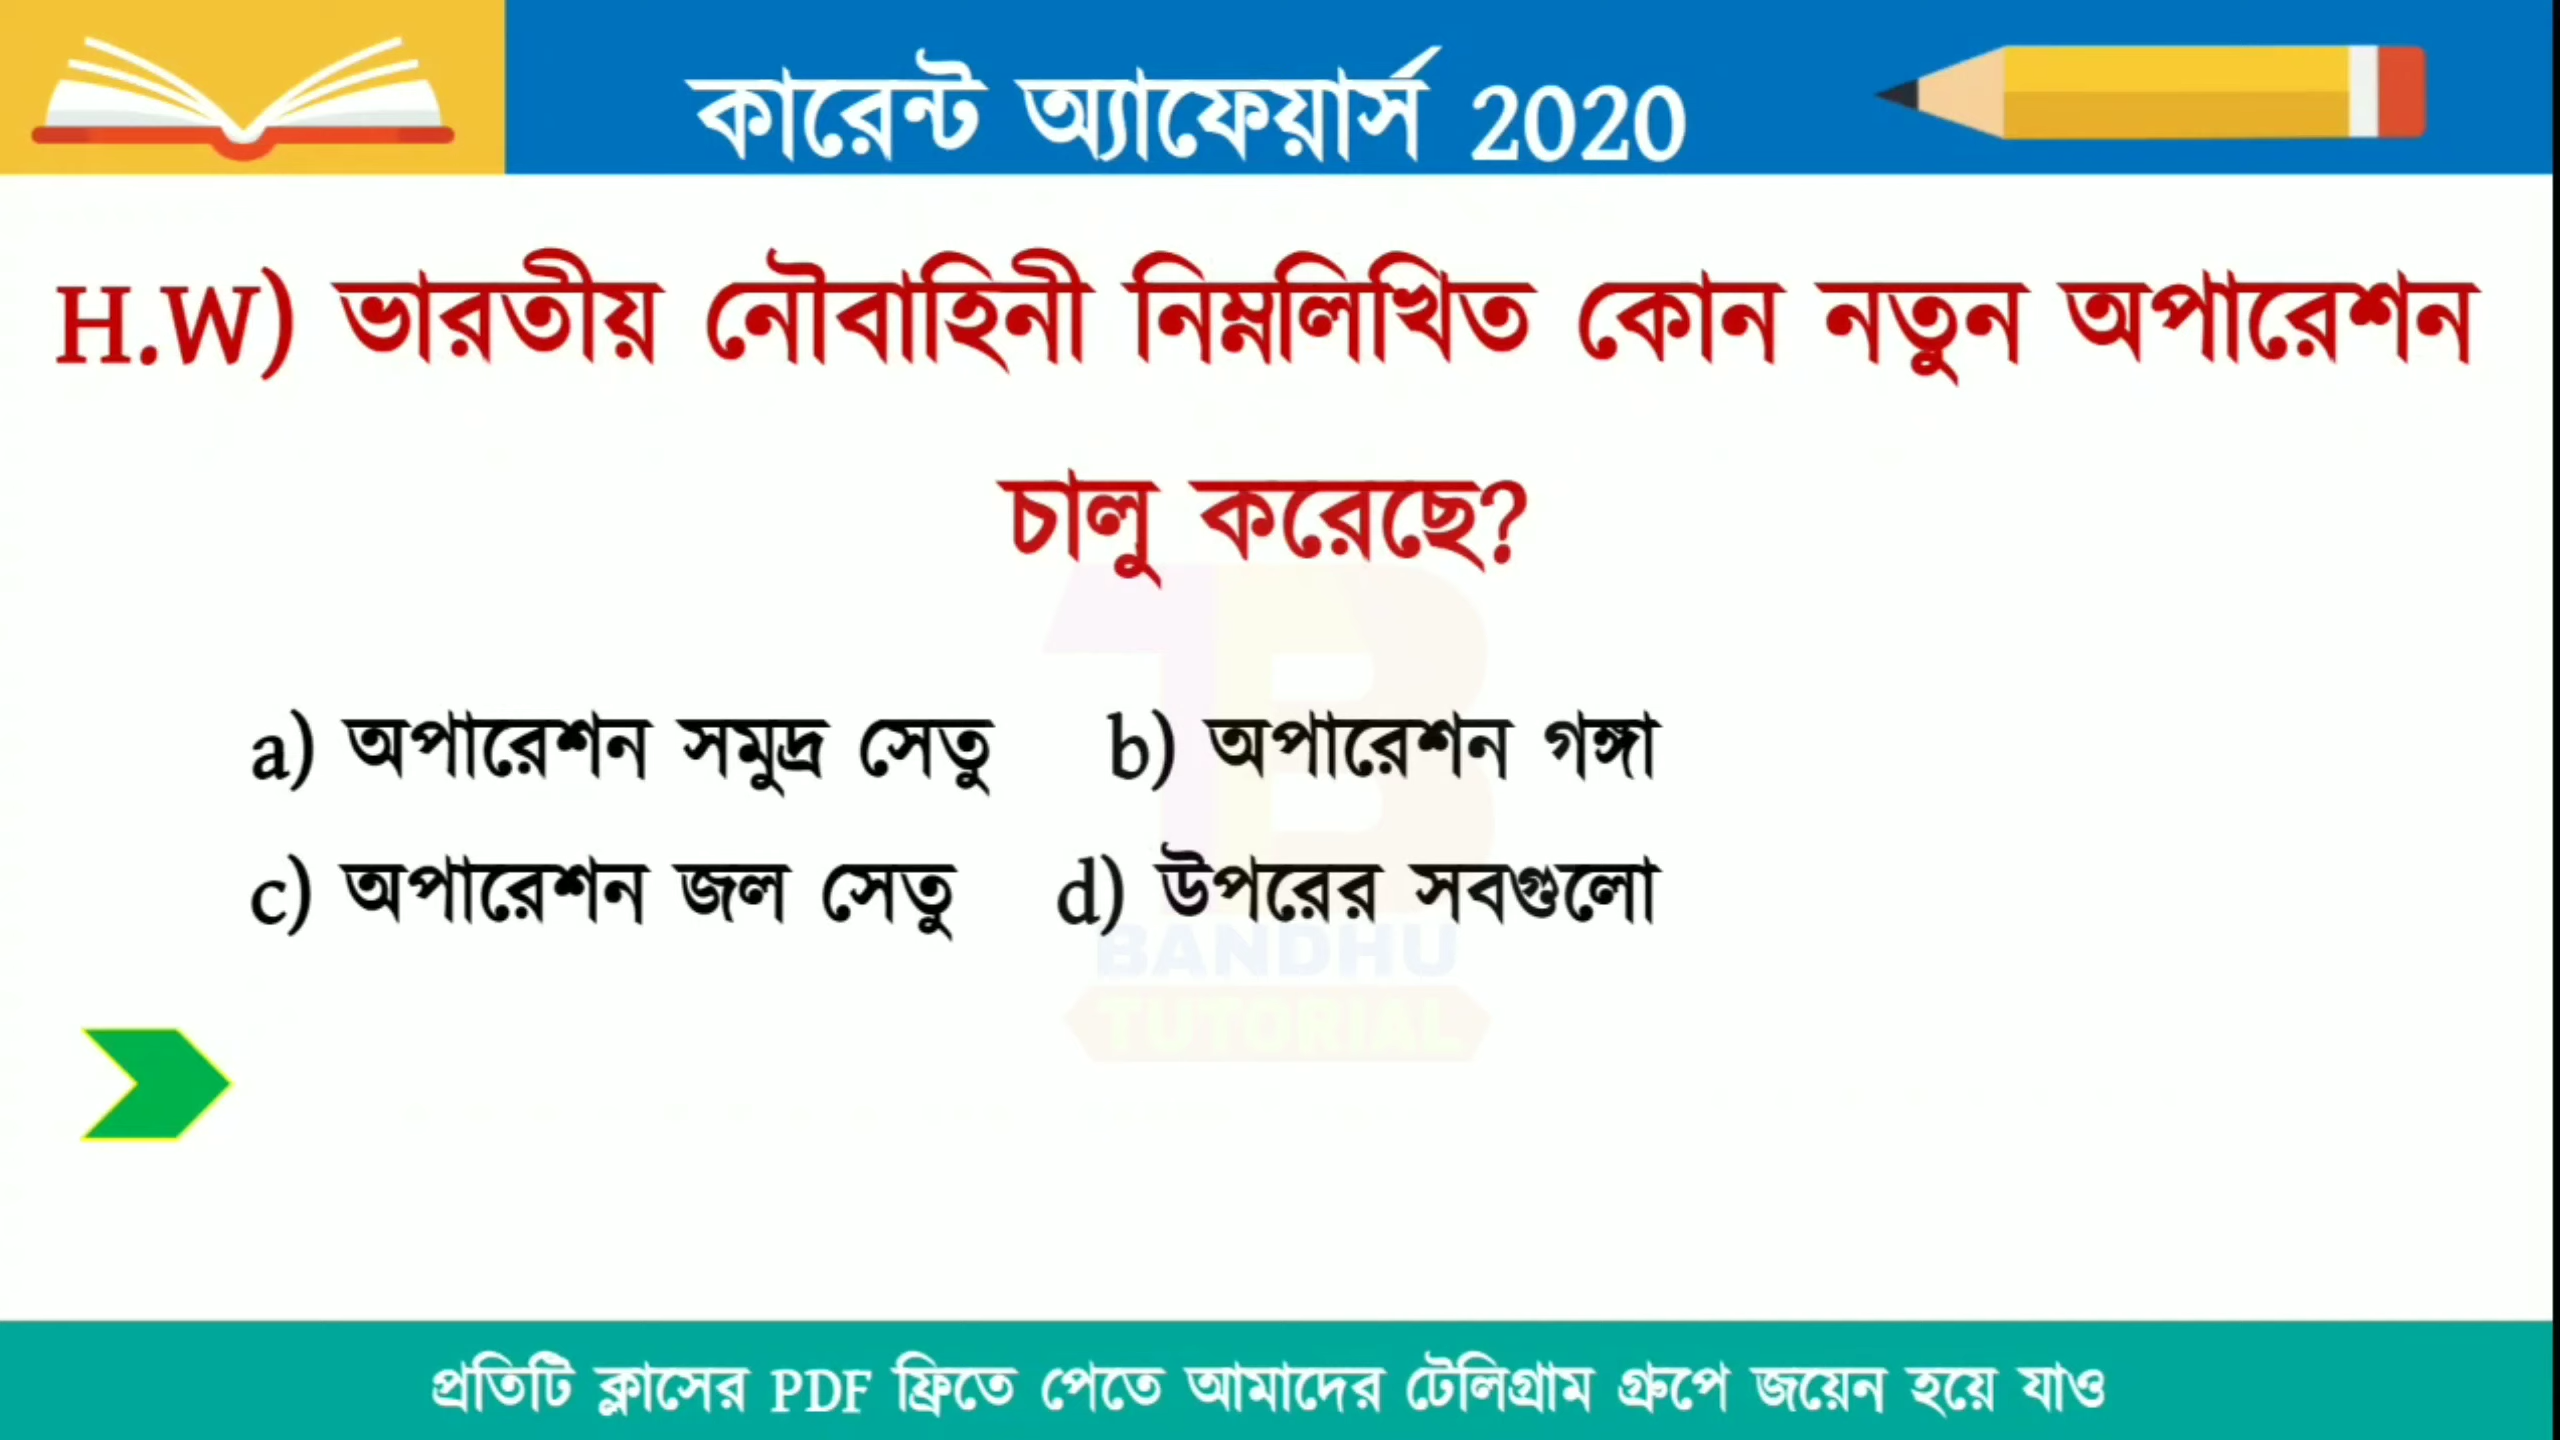 কারেন্ট অ্যাফেয়ার্স 2020
H.W) ভারতীয় নৌবাহিনী নিম্নলিখিত কোন নতুন অপারেশন
চালু করেছে?
a) অপারেশন সমুদ্র সেতু b) অপারেশন গঙ্গা
c) অপারেশন জল সেতু d) উপরের সবগুলো
BANDHU
TUTORIAL
প্রতিটি ক্লাসের PDF ফ্রিতে পেতে আমাদের টেলিগ্রাম গ্রুপে জয়েন হয়ে যাও